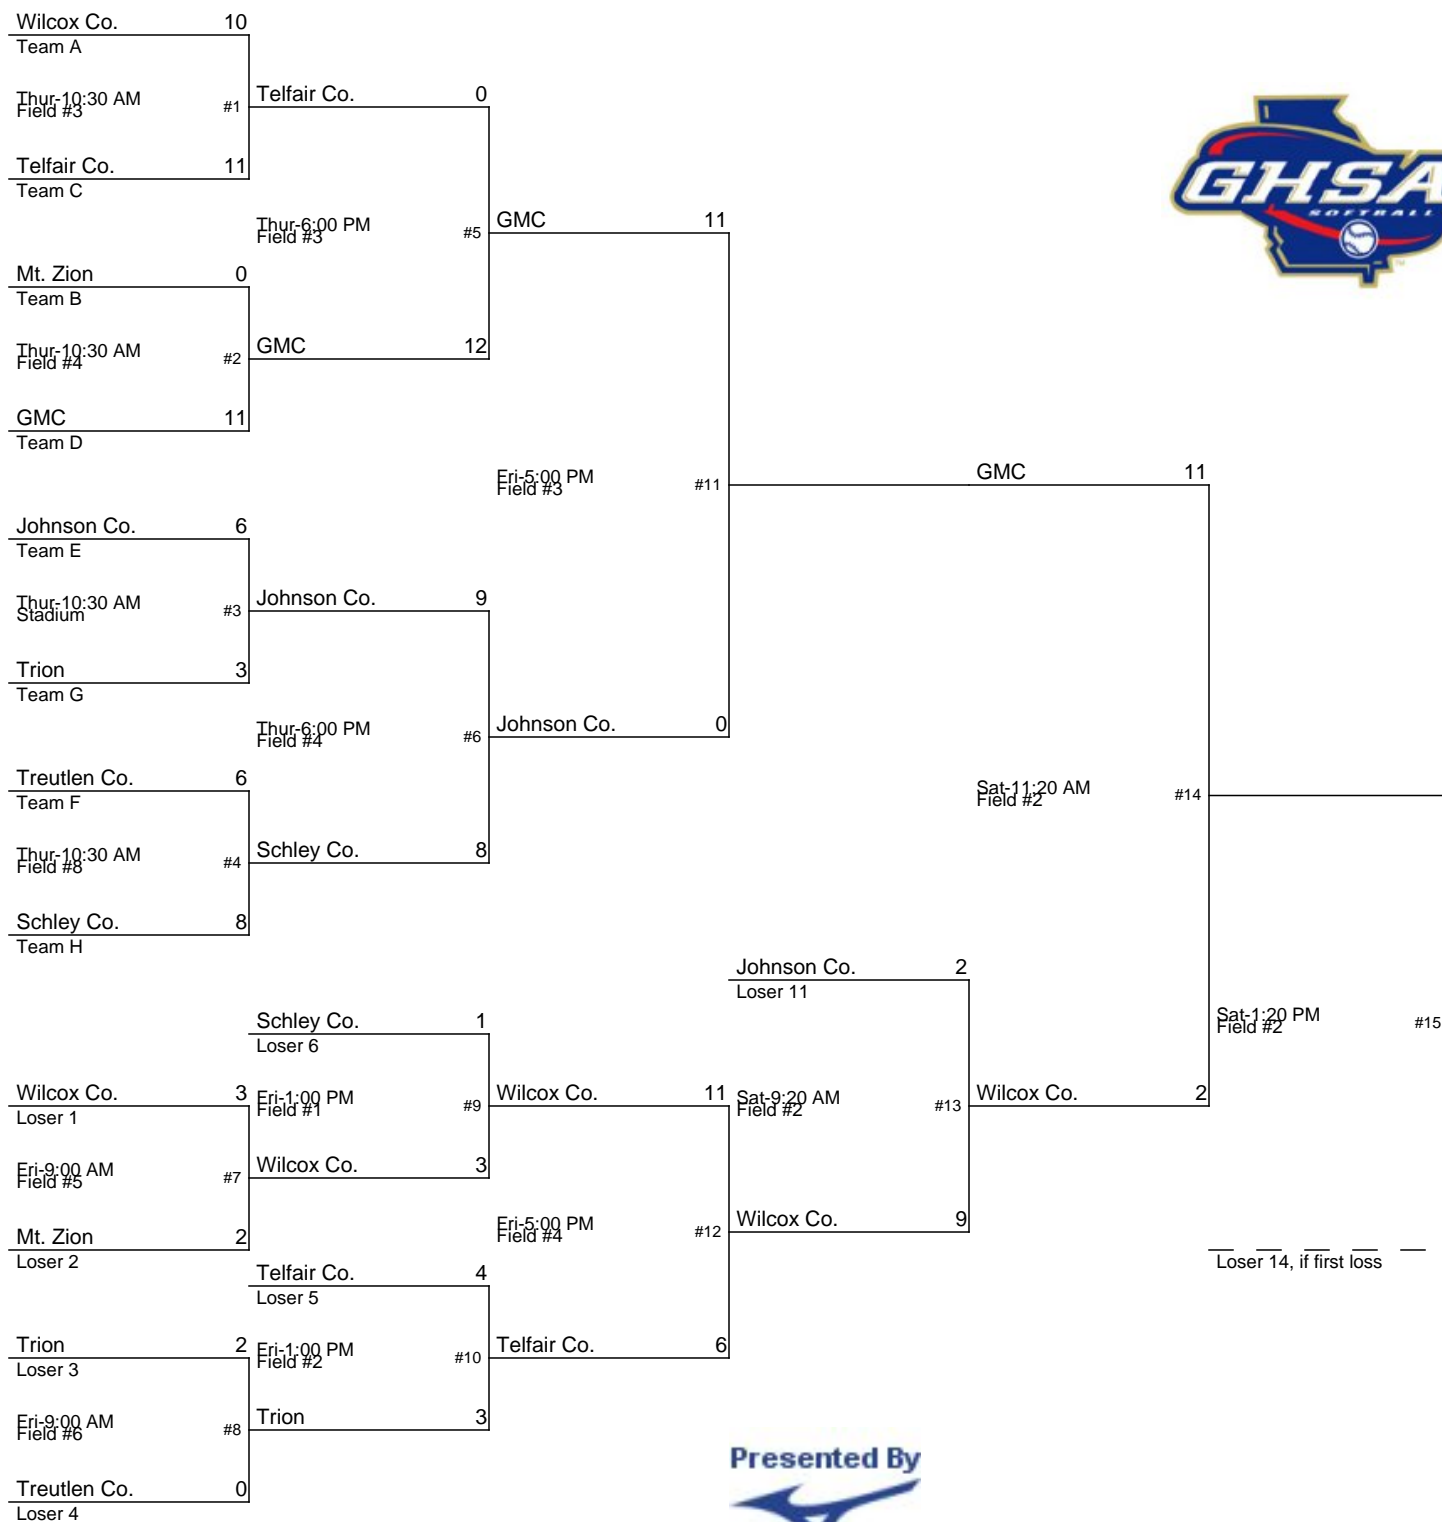 Wilcox Co. 10
Team A
Thur-10:30 AM
Field #3
#1
Telfair Co. 0
Telfair Co. 11
Team C
Thur-6:00 PM
Field #3
#5
GMC 11
Mt. Zion 0
Team B
Thur-10:30 AM
Field #4
#2
GMC 12
GMC 11
Team D
Fri-5:00 PM
Field #3
#11
GMC 11
Johnson Co. 6
Team E
Thur-10:30 AM
Stadium
#3
Johnson Co. 9
Trion 3
Team G
Thur-6:00 PM
Field #4
#6
Johnson Co. 0
Treutlen Co. 6
Team F
Thur-10:30 AM
Field #8
#4
Schley Co. 8
Schley Co. 8
Team H
Sat-11:20 AM
Field #2
#14
Johnson Co. 2
Loser 11
Schley Co. 1
Loser 6
Sat-1:20 PM
Field #2
#15
Wilcox Co. 3
Loser 1
Fri-1:00 PM
Field #1
#9
Wilcox Co. 11
Sat-9:20 AM
Field #2
#13
Wilcox Co. 2
Fri-9:00 AM
Field #5
#7
Wilcox Co. 3
Mt. Zion 2
Loser 2
Fri-5:00 PM
Field #4
#12
Wilcox Co. 9
Loser 14, if first loss
Telfair Co. 4
Loser 5
Trion 2
Loser 3
Fri-1:00 PM
Field #2
#10
Telfair Co. 6
Fri-9:00 AM
Field #6
#8
Trion 3
Treutlen Co. 0
Loser 4
GHSA
SOFTBALL
TM
Presented By